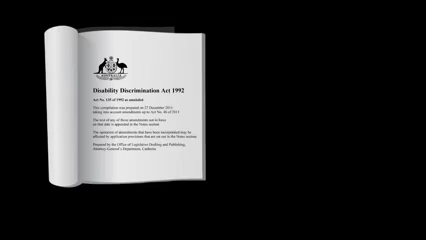 AUSTRALIA
Disability Discrimination Act 1992
Act No. 135 of 1992 as amended
This compilation was prepared on 27 December 2011
taking into account amendments up to Act No. 46 of 2011
The text of any of those amendments not in force
on that date is appended in the Notes section
The operation of amendments that have been incorporated may be
affected by application provisions that are set out in the Notes section
Prepared by the Office of Legislative Drafting and Publishing,
Attorney-General's Department, Canberra